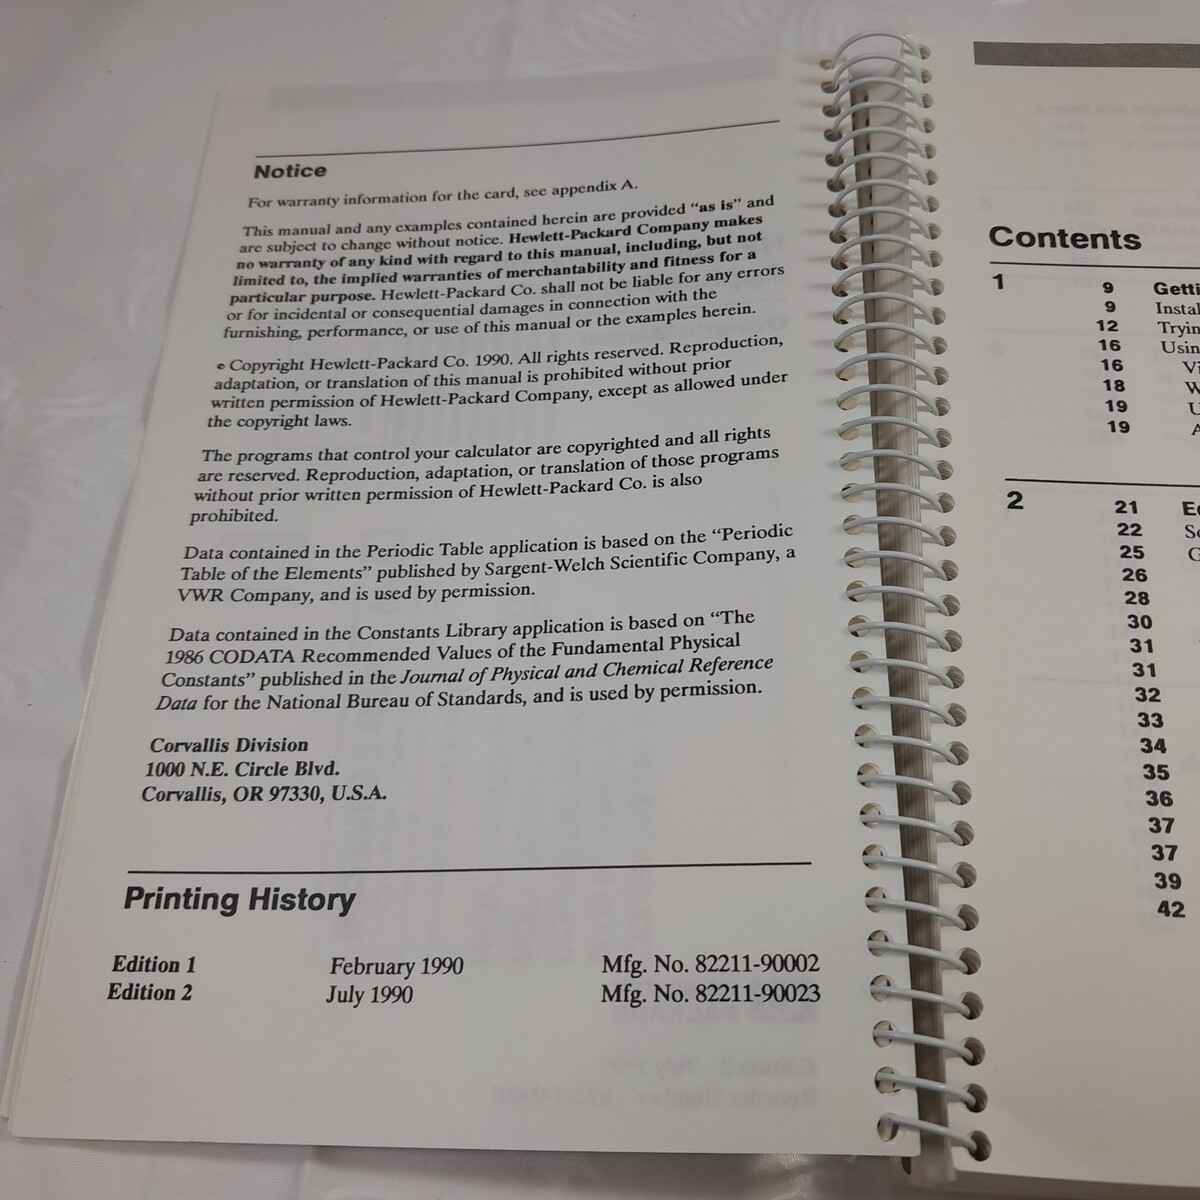 Notice
For warranty information for the card, see appendix A.
This manual and any examples contained herein are provided “as is” and
are subject to change without notice. Hewlett-Packard Company makes
no warranty of any kind with regard to this manual, including, but not
limited to, the implied warranties of merchantability and fitness for a
particular purpose. Hewlett-Packard Co. shall not be liable for any errors
or for incidental or consequential damages in connection with the
furnishing, performance, or use of this manual or the examples herein.
© Copyright Hewlett-Packard Co. 1990. All rights reserved. Reproduction,
adaptation, or translation of this manual is prohibited without prior
written permission of Hewlett-Packard Company, except as allowed under
the copyright laws.
The programs that control your calculator are copyrighted and all rights
are reserved. Reproduction, adaptation, or translation of those programs
without prior written permission of Hewlett-Packard Co. is also
prohibited.
Data contained in the Periodic Table application is based on the “Periodic
Table of the Elements” published by Sargent-Welch Scientific Company, a
VWR Company, and is used by permission.
Data contained in the Constants Library application is based on “The
1986 CODATA Recommended Values of the Fundamental Physical
Constants” published in the Journal of Physical and Chemical Reference
Data for the National Bureau of Standards, and is used by permission.
Corvallis Division
1000 N.E. Circle Blvd.
Corvallis, OR 97330, U.S.A.
Printing History
Edition 1 February 1990 Mfg. No. 82211-90002
Edition 2 July 1990 Mfg. No. 82211-90023
Contents
1 9 Getti
9 Instal
12 Tryin
16 Usin
16 Vi
18 W
19 U
19 A
2 21 Ec
22 So
25 G
26
28
30
31
31
32
33
34
35
36
37
37
39
42